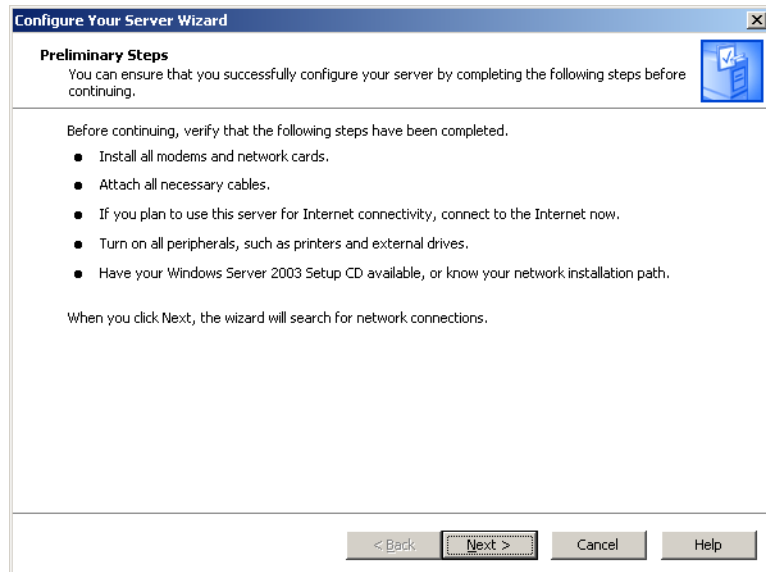 Configure Your Server Wizard
Preliminary Steps
You can ensure that you successfully configure your server by completing the following steps before
continuing.
Before continuing, verify that the following steps have been completed.
● Install all modems and network cards.
● Attach all necessary cables.
● If you plan to use this server for Internet connectivity, connect to the Internet now.
● Turn on all peripherals, such as printers and external drives.
● Have your Windows Server 2003 Setup CD available, or know your network installation path.
When you click Next, the wizard will search for network connections.
< Back Next > Cancel Help